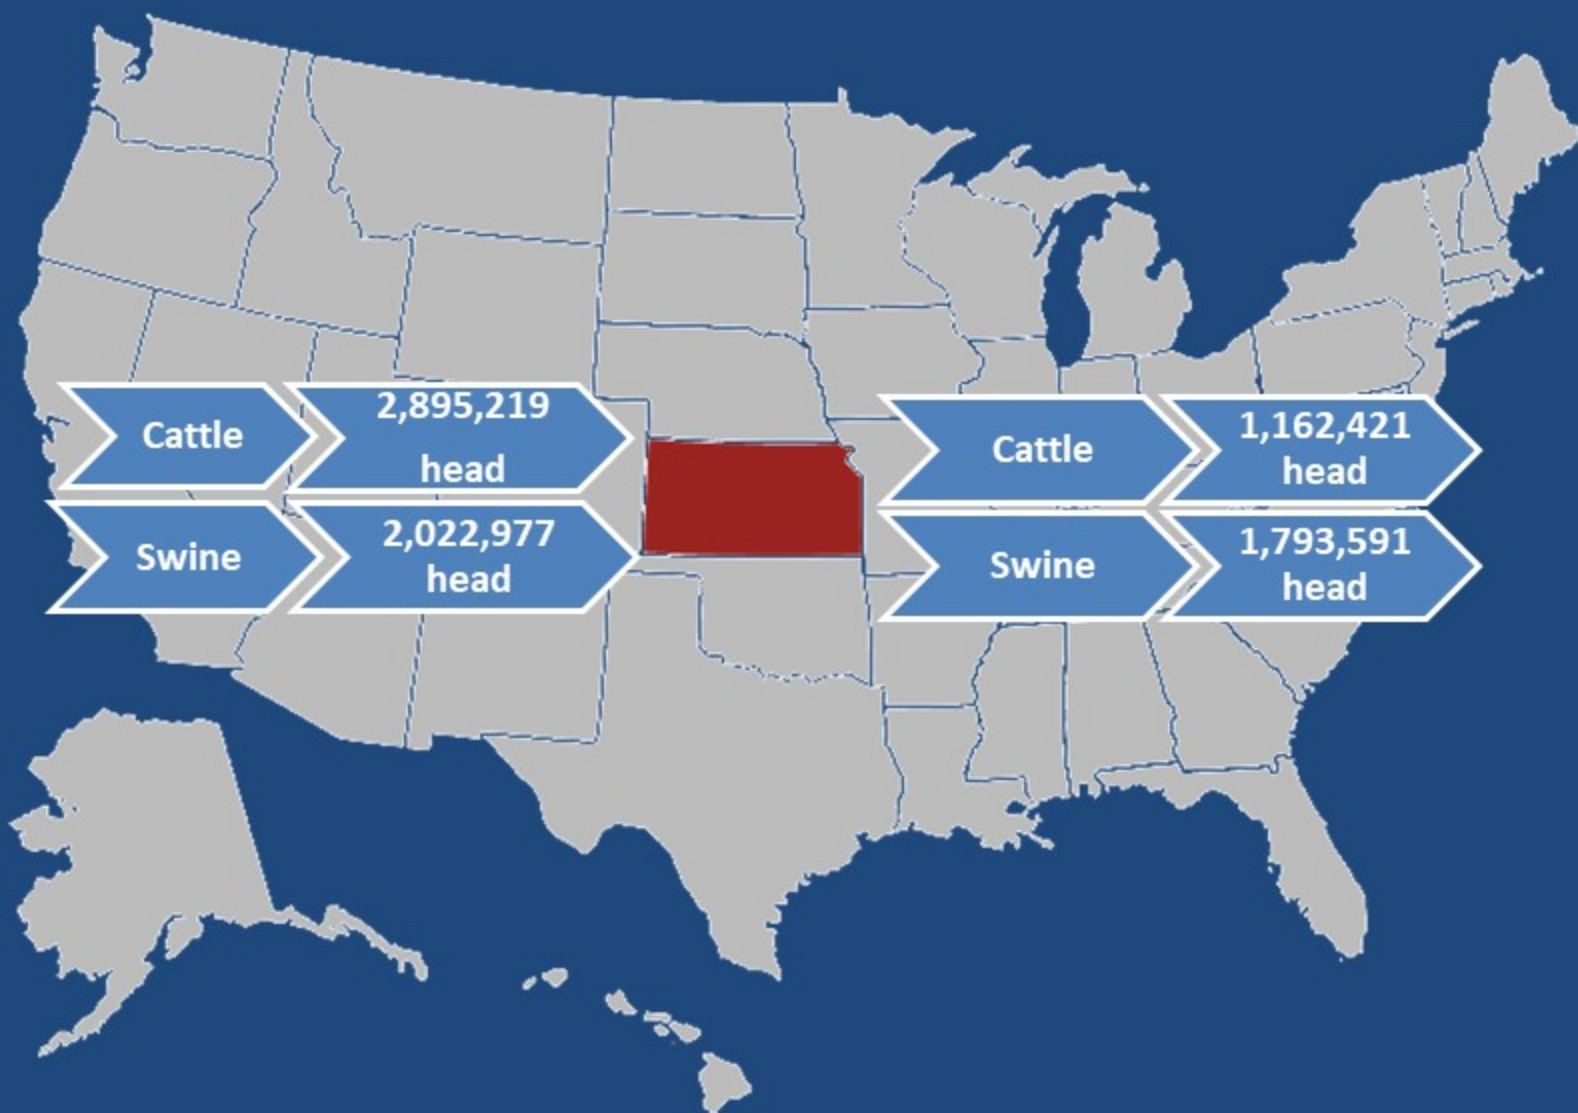 Cattle
2,895,219
head
Swine
2,022,977
head
Cattle
1,162,421
head
Swine
1,793,591
head